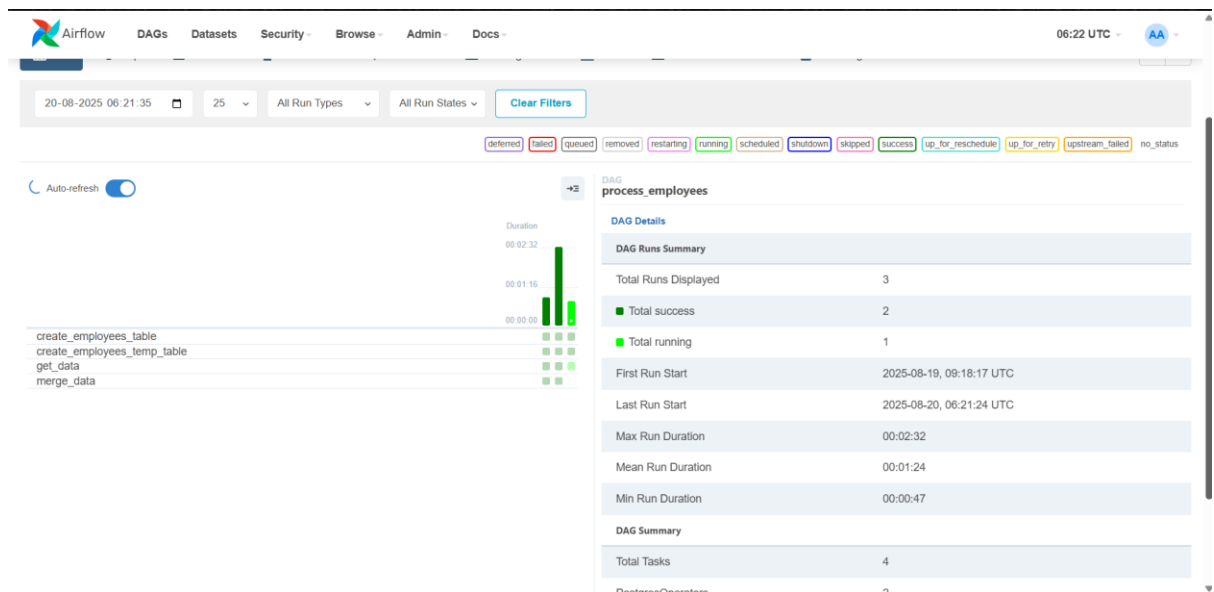 Airflow DAGs Datasets Security Browse Admin Docs 06:22 UTC AA
20-08-2025 06:21:35 25 All Run Types All Run States Clear Filters
deferred failed queued removed restarting running scheduled shutdown skipped success up_for_reschedule up_for_retry upstream_failed no_status
Auto-refresh
Duration
00:02:32
00:01:16
00:00:00
create_employees_table
create_employees_temp_table
get_data
merge_data
DAG
process_employees
DAG Details
DAG Runs Summary
Total Runs Displayed 3
Total success 2
Total running 1
First Run Start 2025-08-19, 09:18:17 UTC
Last Run Start 2025-08-20, 06:21:24 UTC
Max Run Duration 00:02:32
Mean Run Duration 00:01:24
Min Run Duration 00:00:47
DAG Summary
Total Tasks 4